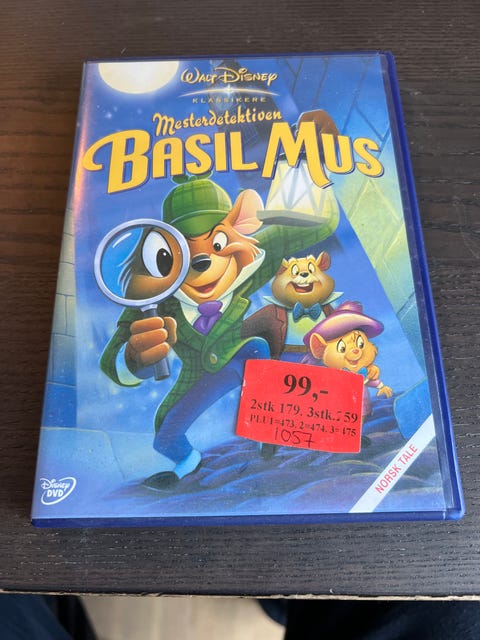 WALT DISNEY
KLASSIKERE
Mesterdetektiven
BASIL MUS
99,-
2stk 179. 3stk.259
PLU1=473. 2=474. 3=475
1057
NORSK TALE
Disney
DVD